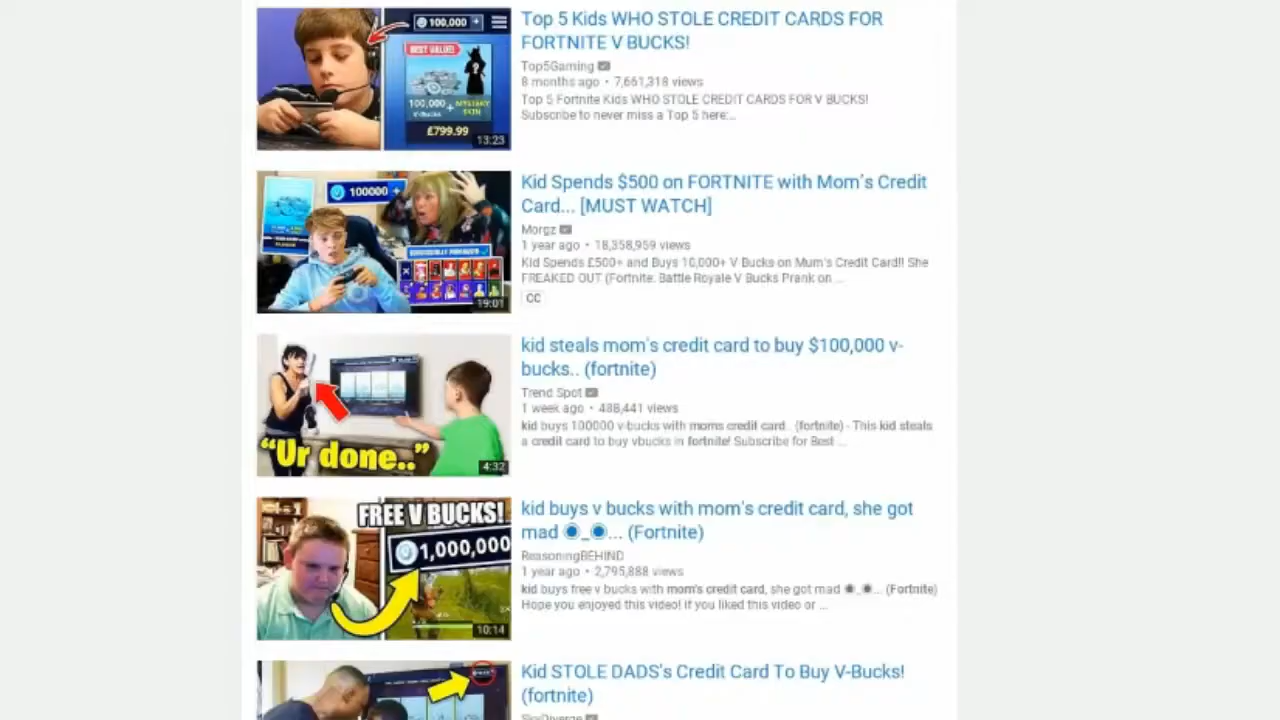 100,000 +
BEST VALUE!
100,000
V-Bucks
+ MYSTERY
SKIN
£799.99
13:23
Top 5 Kids WHO STOLE CREDIT CARDS FOR
FORTNITE V BUCKS!
Top5Gaming
8 months ago • 7,661,318 views
Top 5 Fortnite Kids WHO STOLE CREDIT CARDS FOR V BUCKS!
Subscribe to never miss a Top 5 here:...
100000 +
19:01
Kid Spends $500 on FORTNITE with Mom's Credit
Card... [MUST WATCH]
Morgz
1 year ago • 18,358,959 views
Kid Spends £500+ and Buys 10,000+ V Bucks on Mum's Credit Card!! She
FREAKED OUT (Fortnite: Battle Royale V Bucks Prank on ...
CC
"Ur done.."
4:32
kid steals mom's credit card to buy $100,000 v-
bucks.. (fortnite)
Trend Spot
1 week ago • 488,441 views
kid buys 100000 v-bucks with moms credit card.. (fortnite) - This kid steals
a credit card to buy vbucks in fortnite! Subscribe for Best ...
FREE V BUCKS!
1,000,000
10:14
kid buys v bucks with mom's credit card, she got
mad ◉_◉... (Fortnite)
ReasoningBEHIND
1 year ago • 2,795,888 views
kid buys free v bucks with mom's credit card, she got mad ◉_◉... (Fortnite)
Hope you enjoyed this video! if you liked this video or ...
Kid STOLE DADS's Credit Card To Buy V-Bucks!
(fortnite)
SkyDiverge